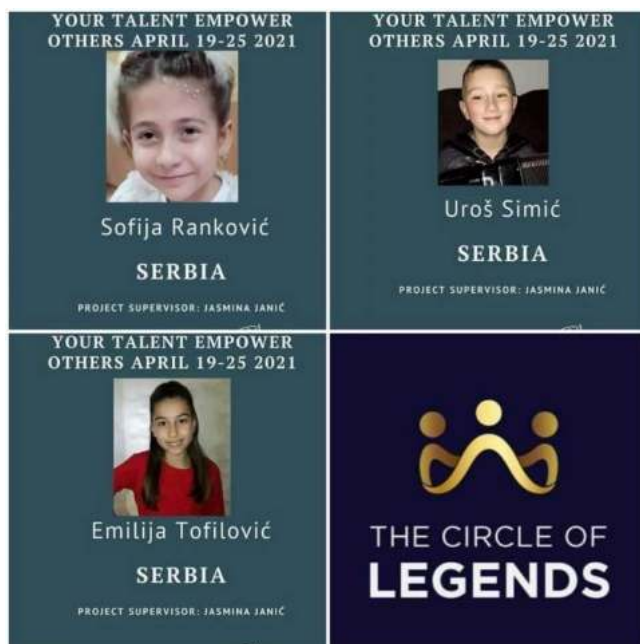 YOUR TALENT EMPOWER
OTHERS APRIL 19-25 2021
Sofija Ranković
SERBIA
PROJECT SUPERVISOR: JASMINA JANIĆ
YOUR TALENT EMPOWER
OTHERS APRIL 19-25 2021
Uroš Simić
SERBIA
PROJECT SUPERVISOR: JASMINA JANIĆ
YOUR TALENT EMPOWER
OTHERS APRIL 19-25 2021
Emilija Tofilović
SERBIA
PROJECT SUPERVISOR: JASMINA JANIĆ
THE CIRCLE OF
LEGENDS